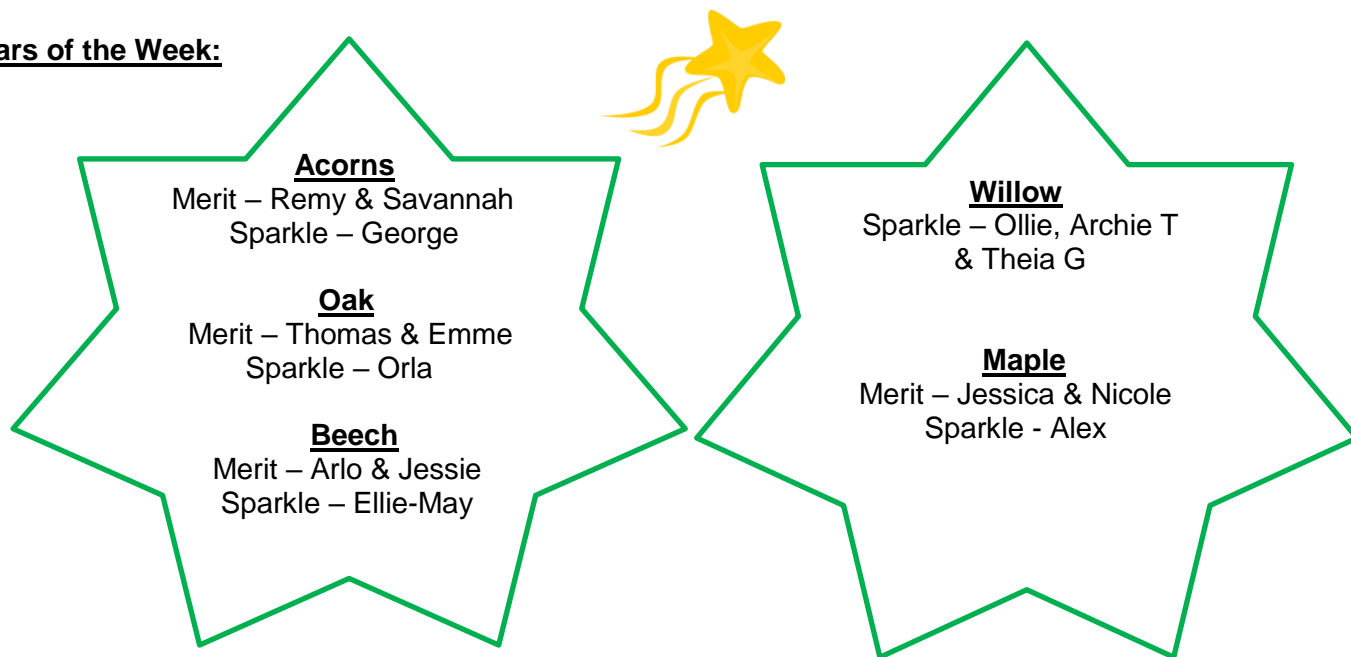 ars of the Week:
Acorns
Merit – Remy & Savannah
Sparkle – George
Oak
Merit – Thomas & Emme
Sparkle – Orla
Beech
Merit – Arlo & Jessie
Sparkle – Ellie-May
Willow
Sparkle – Ollie, Archie T
& Theia G
Maple
Merit – Jessica & Nicole
Sparkle - Alex